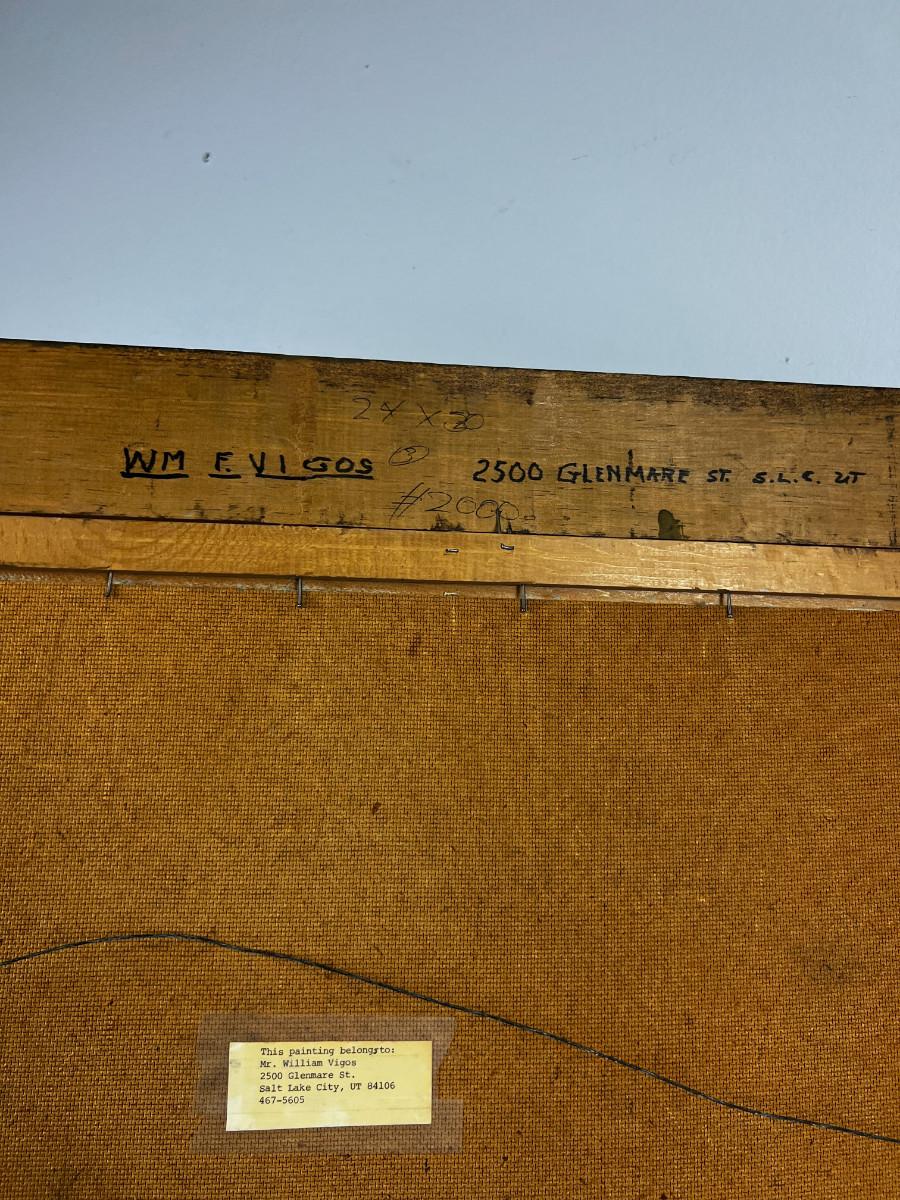 24 X 30
WM F. VIGOS
2500 GLENMARE ST. S.L.C. UT
#2000
This painting belongsto:
Mr. William Vigos
2500 Glenmare St.
Salt Lake City, UT 84106
467-5605